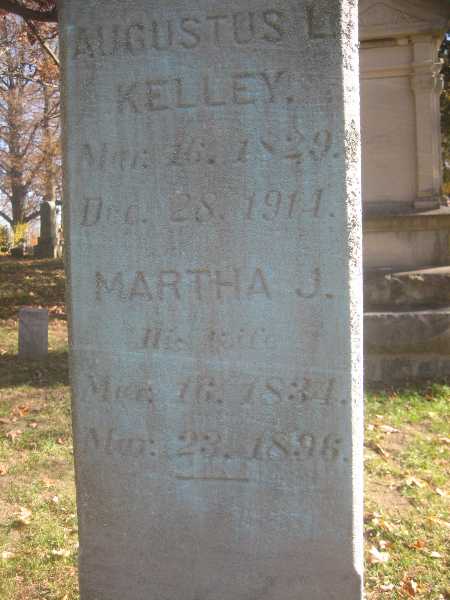 AUGUSTUS L.
KELLEY.
Mar. 16. 1829.
Dec. 28. 1914.
MARTHA J.
His wife
Mar. 16. 1834.
Mar. 23. 1896.